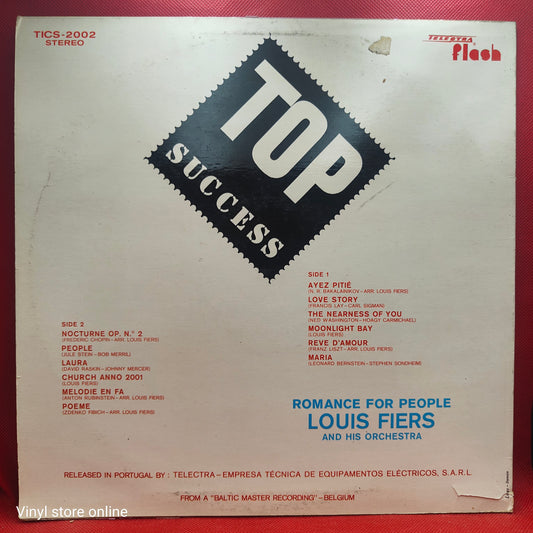 TICS-2002
STEREO
TELECTRA
flash
TOP
SUCCESS
SIDE 1
AYEZ PITIÉ
(N. R. BAKALAINIKOV-ARR. LOUIS FIERS)
LOVE STORY
(FRANCIS LAY-CARL SIGMAN)
THE NEARNESS OF YOU
(NED WASHINGTON-HOAGY CARMICHAEL)
MOONLIGHT BAY
(LOUIS FIERS)
REVE D'AMOUR
(FRANZ LISZT-ARR. LOUIS FIERS)
MARIA
(LEONARD BERNSTEIN-STEPHEN SONDHEIM)
SIDE 2
NOCTURNE OP. N.º 2
(FREDERIC CHOPIN-ARR. LOUIS FIERS)
PEOPLE
(JULE STEIN-BOB MERRIL)
LAURA
(DAVID RASKIN-JOHNNY MERCER)
CHURCH ANNO 2001
(LOUIS FIERS)
MELODIE EN FA
(ANTON RUBINSTEIN-ARR. LOUIS FIERS)
POEME
(ZDENKO FIBICH-ARR. LOUIS FIERS)
ROMANCE FOR PEOPLE
LOUIS FIERS
AND HIS ORCHESTRA
RELEASED IN PORTUGAL BY: TELECTRA-EMPRESA TÉCNICA DE EQUIPAMENTOS ELÉCTRICOS, S.A.R.L.
FROM A "BALTIC MASTER RECORDING"-BELGIUM
Vinyl store online